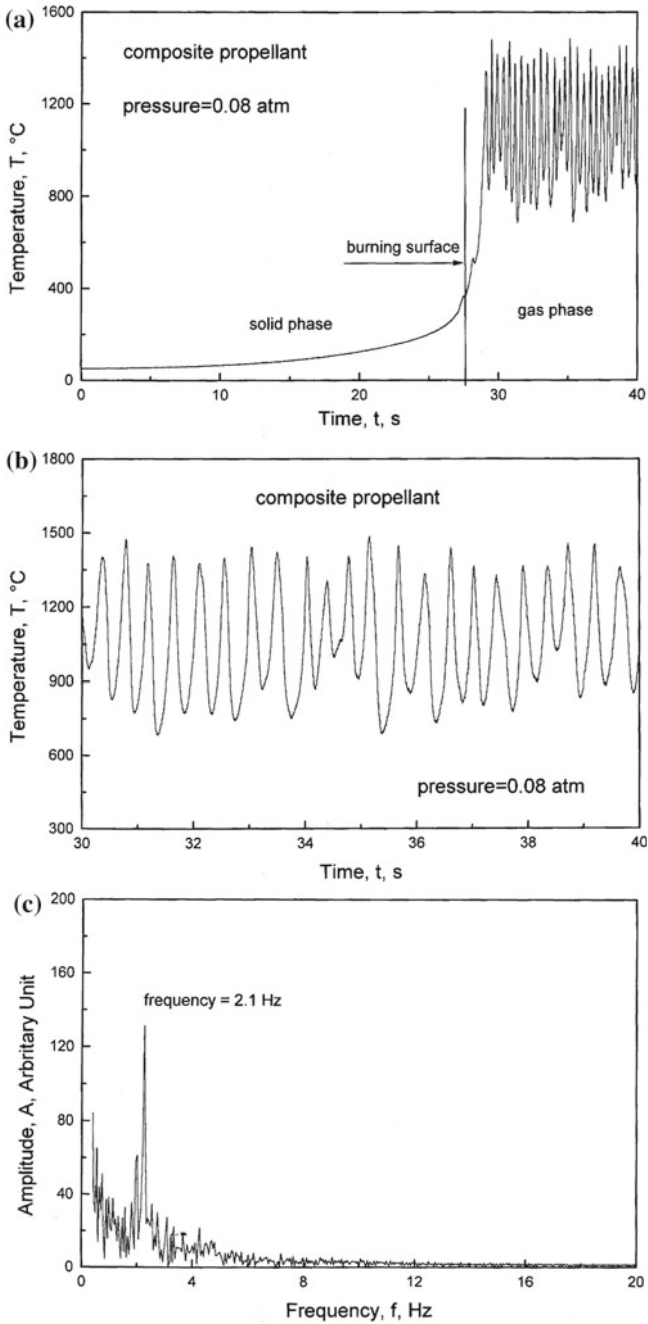 (a)
1600
composite propellant
1200
pressure=0.08 atm
Temperature, T, °C
800
burning surface
400
solid phase
gas phase
0
0 10 20 30 40
Time, t, s
(b)
1800
composite propellant
1500
1200
Temperature, T, °C
900
600
pressure=0.08 atm
300
30 32 34 36 38 40
Time, t, s
(c)
200
160
frequency = 2.1 Hz
120
Amplitude, A, Arbritary Unit
80
40
0
0 4 8 12 16 20
Frequency, f, Hz